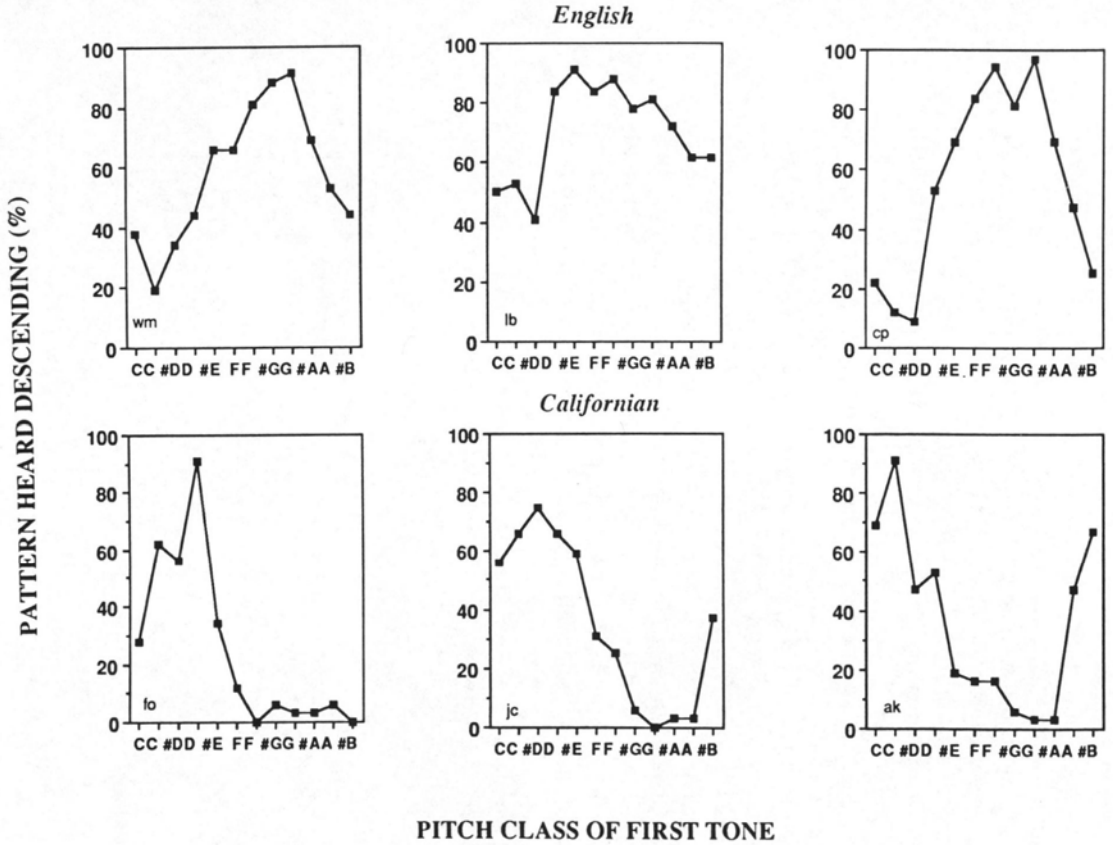 English
PATTERN HEARD DESCENDING (%)
100
80
60
40
20
0
wm
CC #DD #E FF #GG #AA #B
100
80
60
40
20
0
lb
CC #DD #E FF #GG #AA #B
100
80
60
40
20
0
cp
CC #DD #E FF #GG #AA #B
Californian
100
80
60
40
20
0
fo
CC #DD #E FF #GG #AA #B
100
80
60
40
20
0
jc
CC #DD #E FF #GG #AA #B
100
80
60
40
20
0
ak
CC #DD #E FF #GG #AA #B
PITCH CLASS OF FIRST TONE